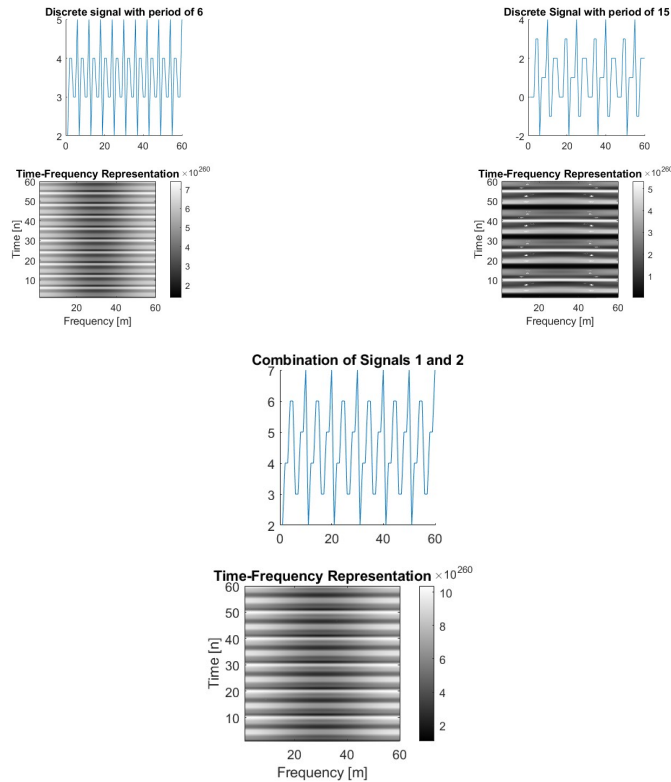 Discrete signal with period of 6
5
4
3
2
0 20 40 60
Time-Frequency Representation ×10^260
60
50
40
30
20
10
Time [n]
20 40 60
Frequency [m]
7
6
5
4
3
2
Discrete Signal with period of 15
4
2
0
-2
0 20 40 60
Time-Frequency Representation ×10^260
60
50
40
30
20
10
Time [n]
20 40 60
Frequency [m]
5
4
3
2
1
Combination of Signals 1 and 2
7
6
5
4
3
2
0 20 40 60
Time-Frequency Representation ×10^260
60
50
40
30
20
10
Time [n]
20 40 60
Frequency [m]
10
8
6
4
2